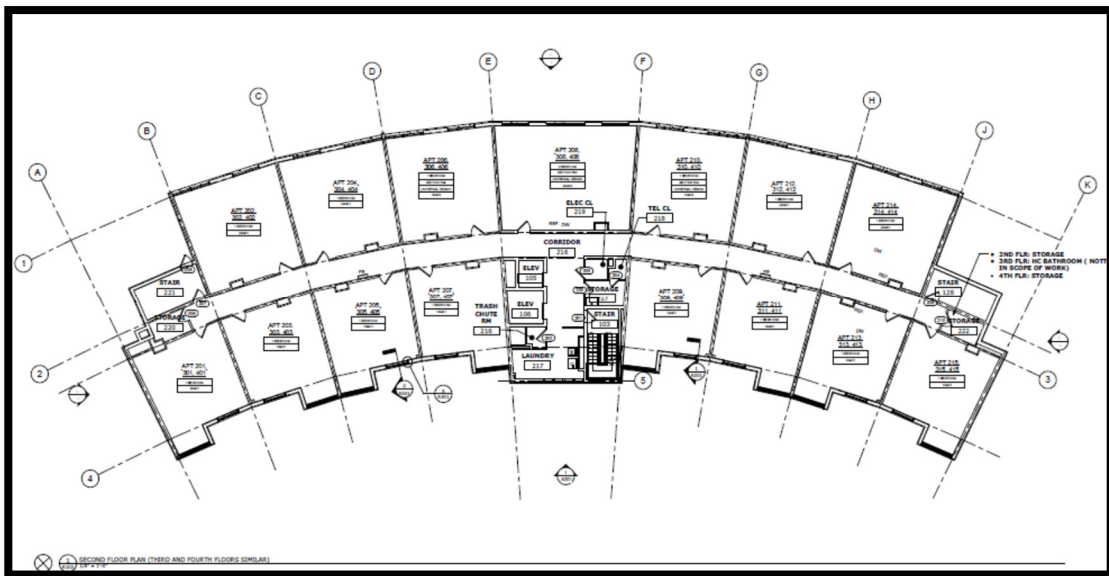 E
F
D
G
C
H
B
J
A
K
APT 208,
308, 408
APT 206,
306, 406
APT 210,
310, 410
APT 204,
304, 404
APT 212,
312, 412
APT 202,
302, 402
APT 214,
314, 414
ELEC CL
219
TEL CL
218
REF DW
CORRIDOR
216
1
2ND FLR: STORAGE
3RD FLR: HC BATHROOM ( NOTT
IN SCOPE OF WORK)
4TH FLR: STORAGE
STAIR
221
ELEV
105
STAIR
128
STORAGE
220
ELEV
106
STORAGE
STAIR
103
STORAGE
222
TRASH
CHUTE
RM
216
LAUNDRY
217
APT 207,
307, 407
APT 209,
309, 409
APT 205,
305, 405
APT 211,
311, 411
APT 203,
303, 403
APT 213,
313, 413
APT 201,
301, 401
APT 215,
315, 415
2
3
5
4
SECOND FLOOR PLAN (THIRD AND FOURTH FLOORS SIMILAR)